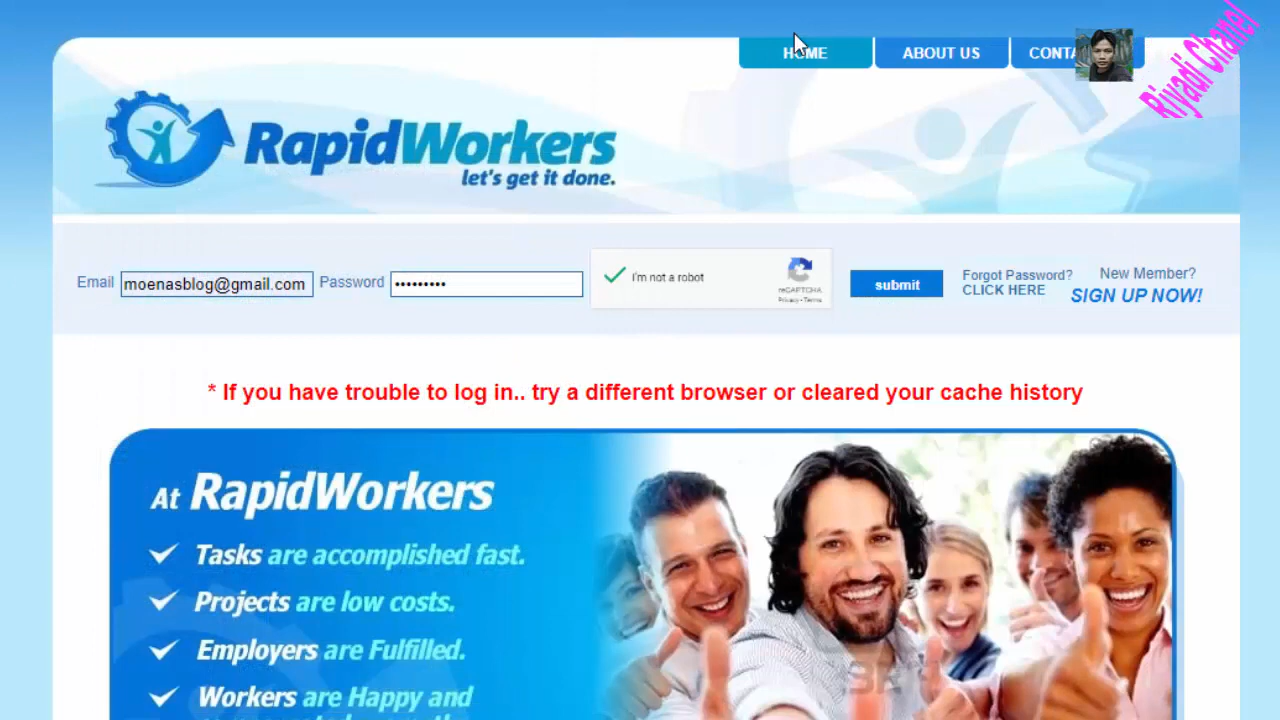 HOME
ABOUT US
CONTA
Riyadi Chanel
RapidWorkers
let's get it done.
Email
moenasblog@gmail.com
Password
•••••••••
I'm not a robot
reCAPTCHA
Privacy - Terms
submit
Forgot Password?
CLICK HERE
New Member?
SIGN UP NOW!
* If you have trouble to log in.. try a different browser or cleared your cache history
At RapidWorkers
Tasks are accomplished fast.
Projects are low costs.
Employers are Fulfilled.
Workers are Happy and